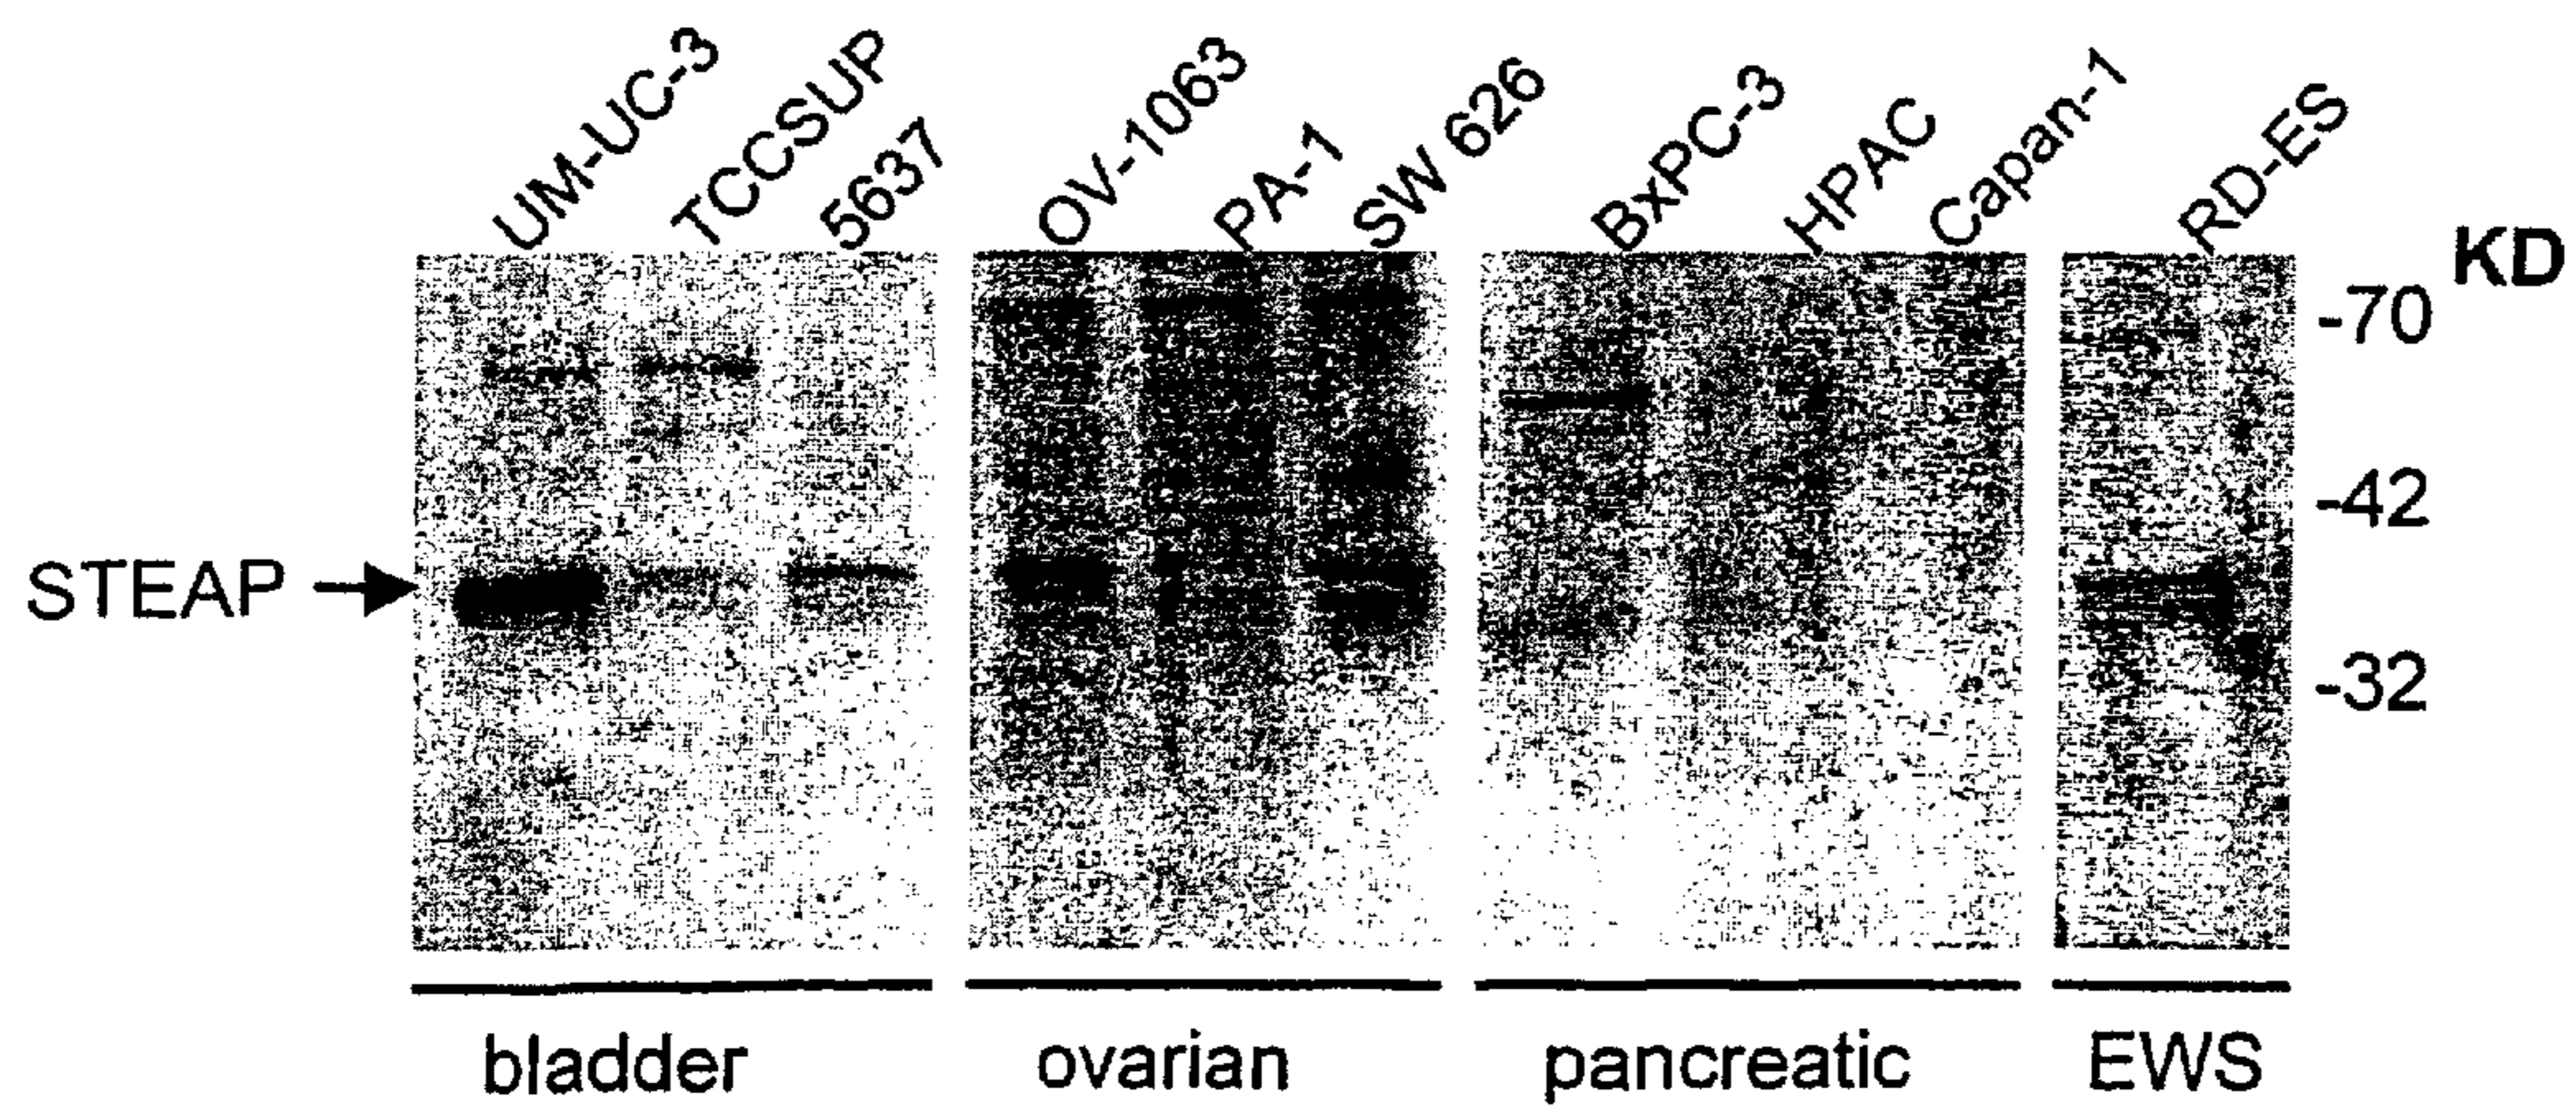 UM-UC-3
TCCSUP
5637
OV-1063
PA-1
SW 626
BxPC-3
HPAC
Capan-1
RD-ES
KD
-70
-42
STEAP
-32
bladder
ovarian
pancreatic
EWS